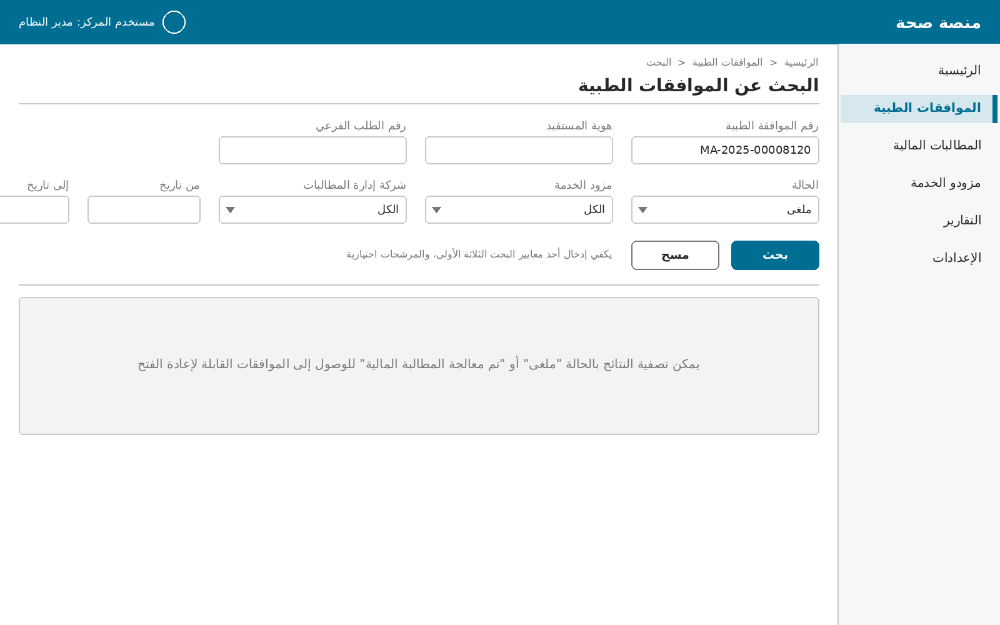 منصة صحة
مستخدم المركز: مدير النظام
الرئيسية
الموافقات الطبية
المطالبات المالية
مزودو الخدمة
التقارير
الإعدادات
الرئيسية > الموافقات الطبية > البحث
البحث عن الموافقات الطبية
رقم الموافقة الطبية
هوية المستفيد
رقم الطلب الفرعي
MA-2025-00008120
الحالة
مزود الخدمة
شركة إدارة المطالبات
من تاريخ
إلى تاريخ
ملغى
الكل
الكل
بحث
مسح
يكفي إدخال أحد معايير البحث الثلاثة الأولى، والمرشحات اختيارية
يمكن تصفية النتائج بالحالة "ملغى" أو "تم معالجة المطالبة المالية" للوصول إلى الموافقات القابلة لإعادة الفتح